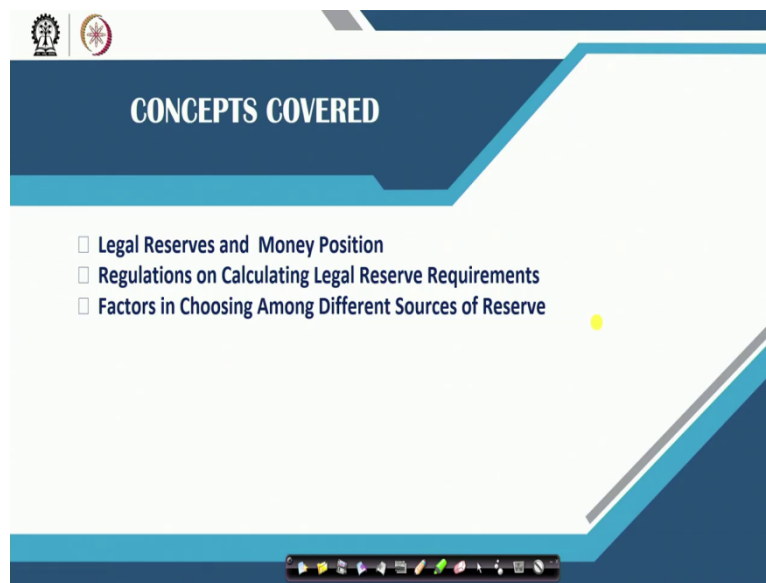 CONCEPTS COVERED
Legal Reserves and Money Position
Regulations on Calculating Legal Reserve Requirements
Factors in Choosing Among Different Sources of Reserve